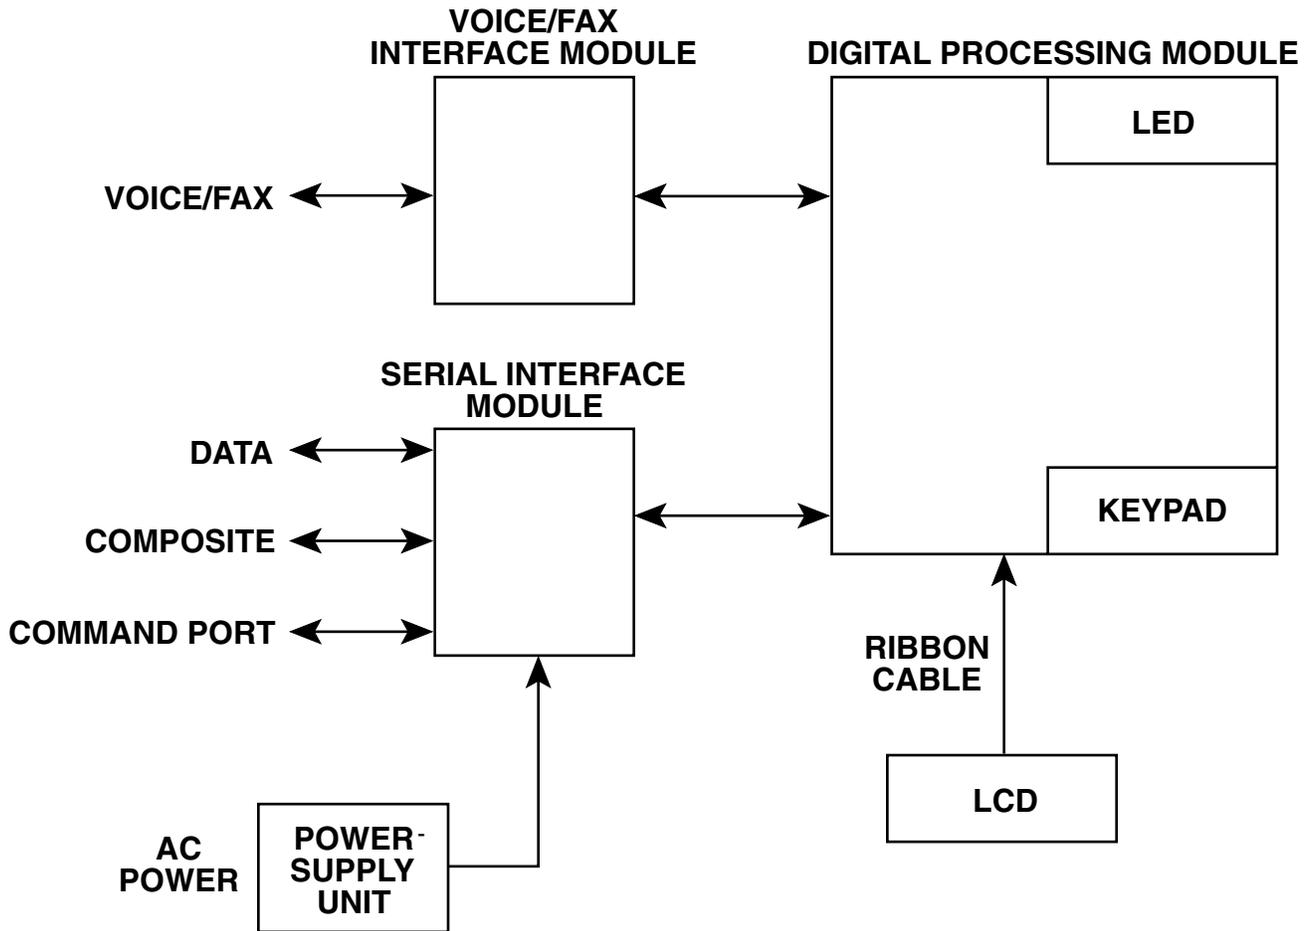 VOICE/FAX
INTERFACE MODULE
DIGITAL PROCESSING MODULE
LED
VOICE/FAX
SERIAL INTERFACE
MODULE
DATA
COMPOSITE
COMMAND PORT
KEYPAD
RIBBON
CABLE
LCD
AC
POWER
POWER-
SUPPLY
UNIT